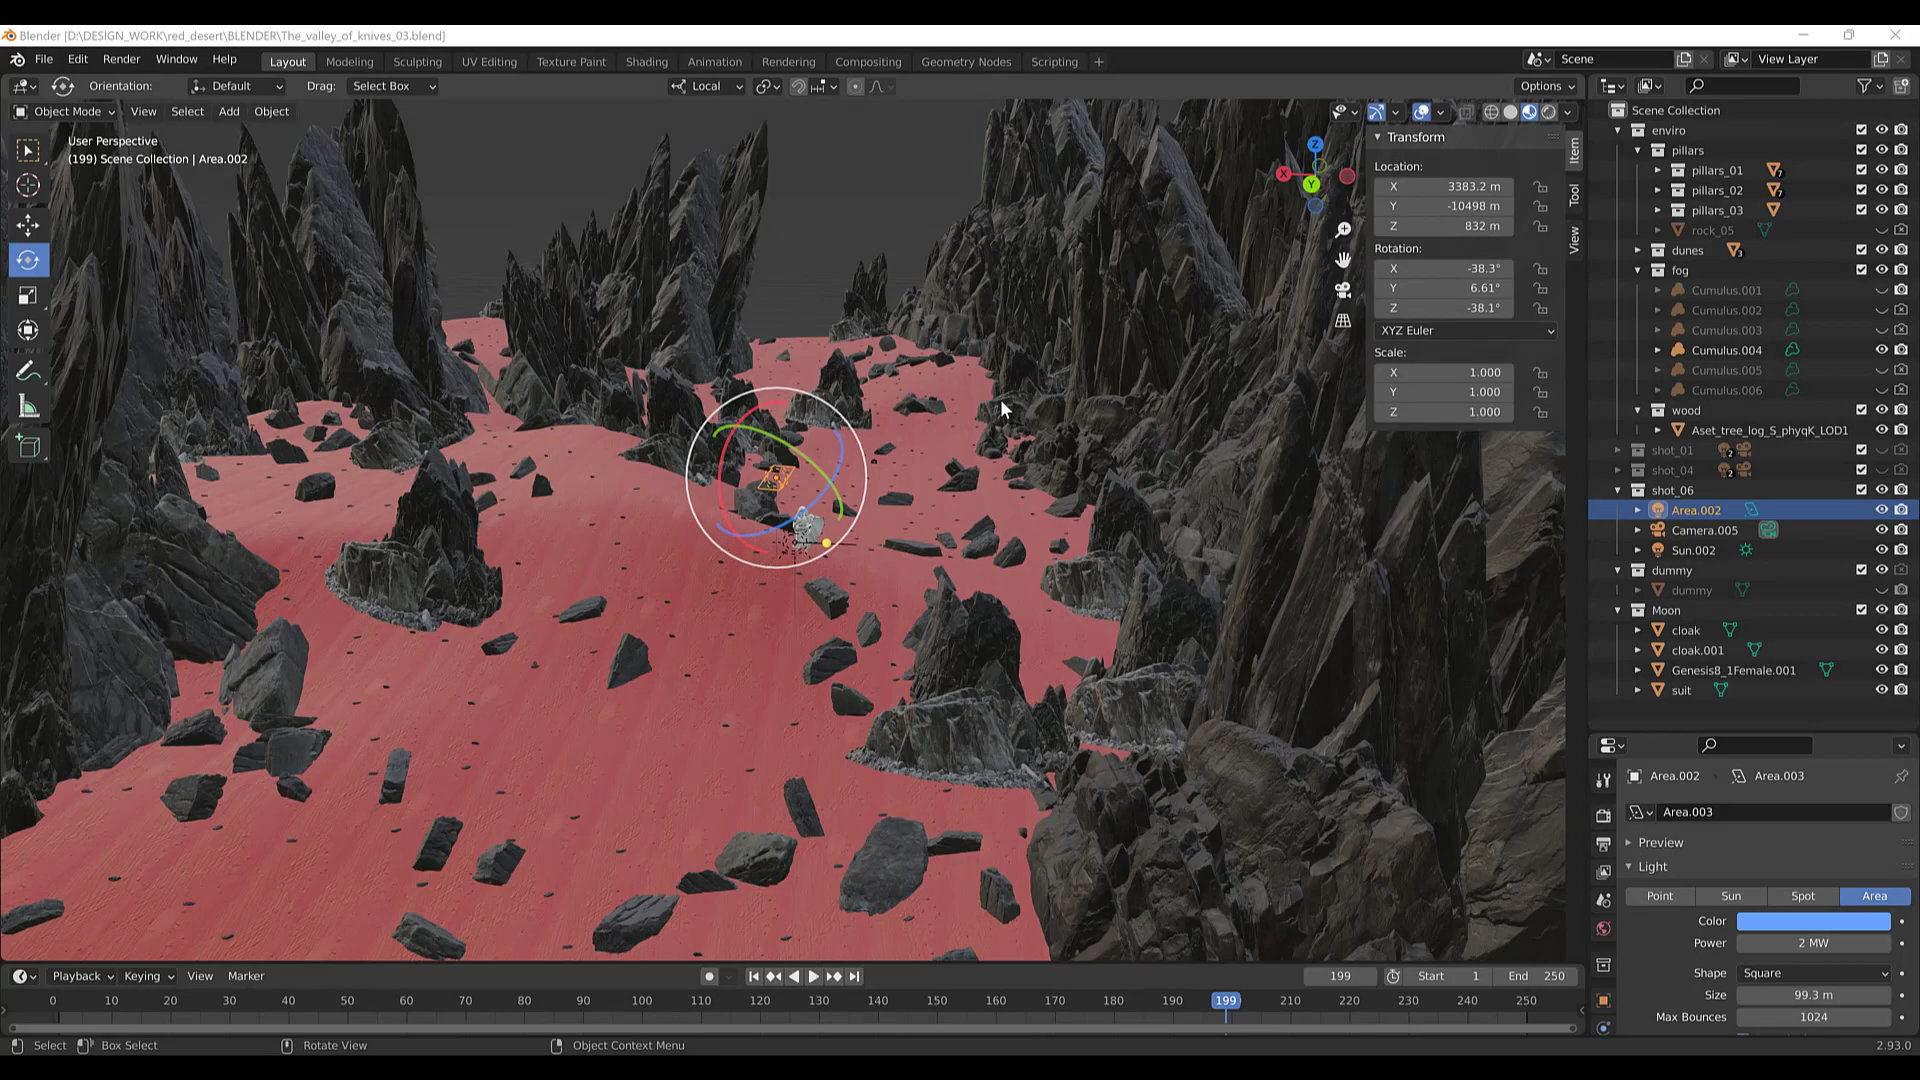 Blender [D:\DESIGN_WORK\red_desert\BLENDER\The_valley_of_knives_03.blend]
File Edit Render Window Help Layout Modeling Sculpting UV Editing Texture Paint Shading Animation Rendering Compositing Geometry Nodes Scripting + Scene View Layer
Orientation: Default Drag: Select Box Local Options
Object Mode View Select Add Object
User Perspective
(199) Scene Collection | Area.002
Z
X
Y
Transform
Location:
X 3383.2 m
Y -10498 m
Z 832 m
Rotation:
X -38.3°
Y 6.61°
Z -38.1°
XYZ Euler
Scale:
X 1.000
Y 1.000
Z 1.000
Item
Tool
View
Scene Collection
enviro
pillars
pillars_01 7
pillars_02 7
pillars_03
rock_05
dunes 3
fog
Cumulus.001
Cumulus.002
Cumulus.003
Cumulus.004
Cumulus.005
Cumulus.006
wood
Aset_tree_log_S_phyqK_LOD1
shot_01 2
shot_04 2
shot_06
Area.002
Camera.005
Sun.002
dummy
dummy
Moon
cloak
cloak.001
Genesis8_1Female.001
suit
Area.002 Area.003
Area.003
Preview
Light
Point Sun Spot Area
Color
Power 2 MW
Shape Square
Size 99.3 m
Max Bounces 1024
Playback Keying View Marker 199 Start 1 End 250
0 10 20 30 40 50 60 70 80 90 100 110 120 130 140 150 160 170 180 190 199 210 220 230 240 250
Select Box Select Rotate View Object Context Menu 2.93.0